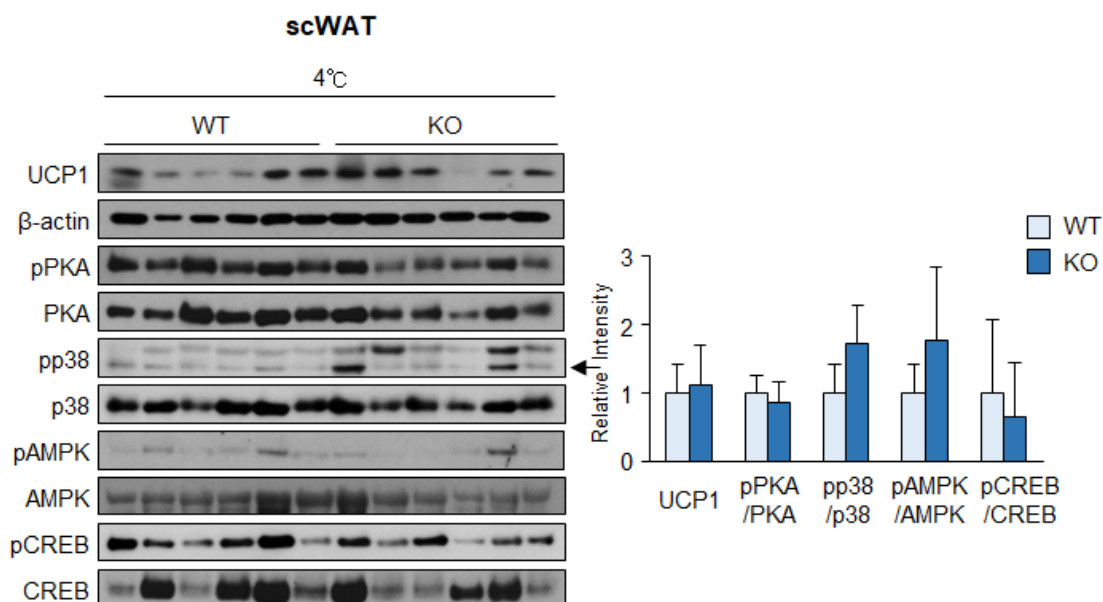 scWAT
4℃
WT KO
UCP1
β-actin
pPKA
PKA
pp38
p38
pAMPK
AMPK
pCREB
CREB
WT
KO
Relative Intensity
3
2
1
0
UCP1 pPKA/PKA pp38/p38 pAMPK/AMPK pCREB/CREB